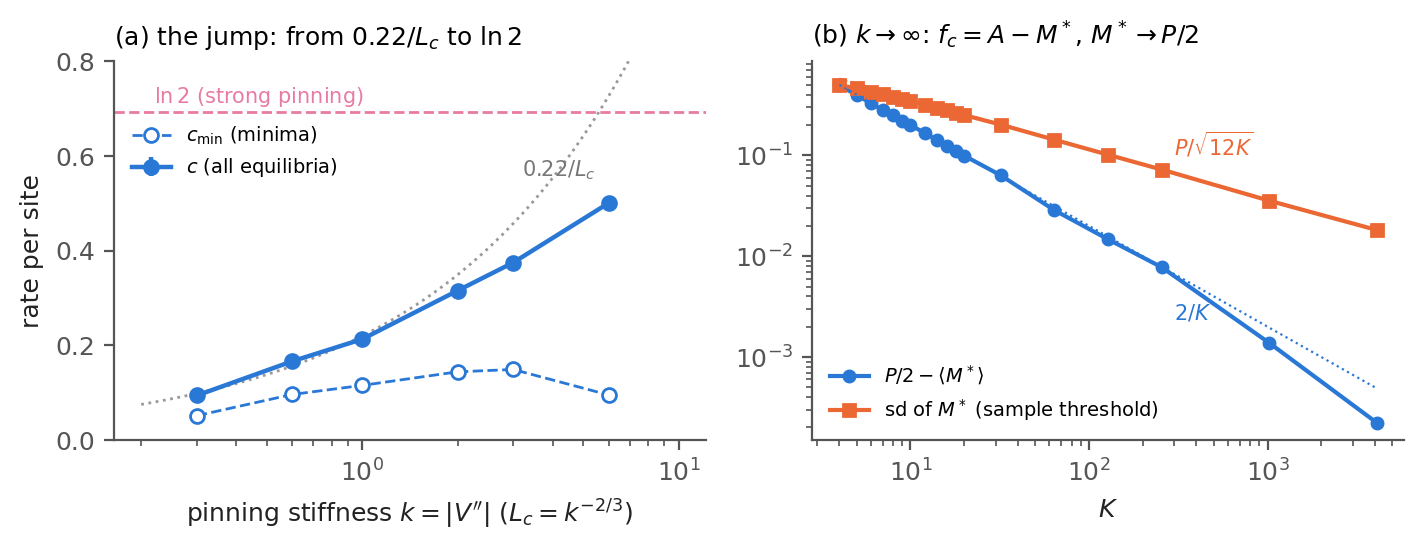 (a) the jump: from 0.22/L_c to ln 2
rate per site
0.8
0.6
0.4
0.2
0.0
ln 2 (strong pinning)
c_min (minima)
c (all equilibria)
0.22/L_c
10^0
10^1
pinning stiffness k = |V''| (L_c = k^{-2/3})
(b) k → ∞: f_c = A − M^*, M^* → P/2
10^{-1}
10^{-2}
10^{-3}
P/√12K
2/K
P/2 − ⟨M^*⟩
sd of M^* (sample threshold)
10^1
10^2
10^3
K